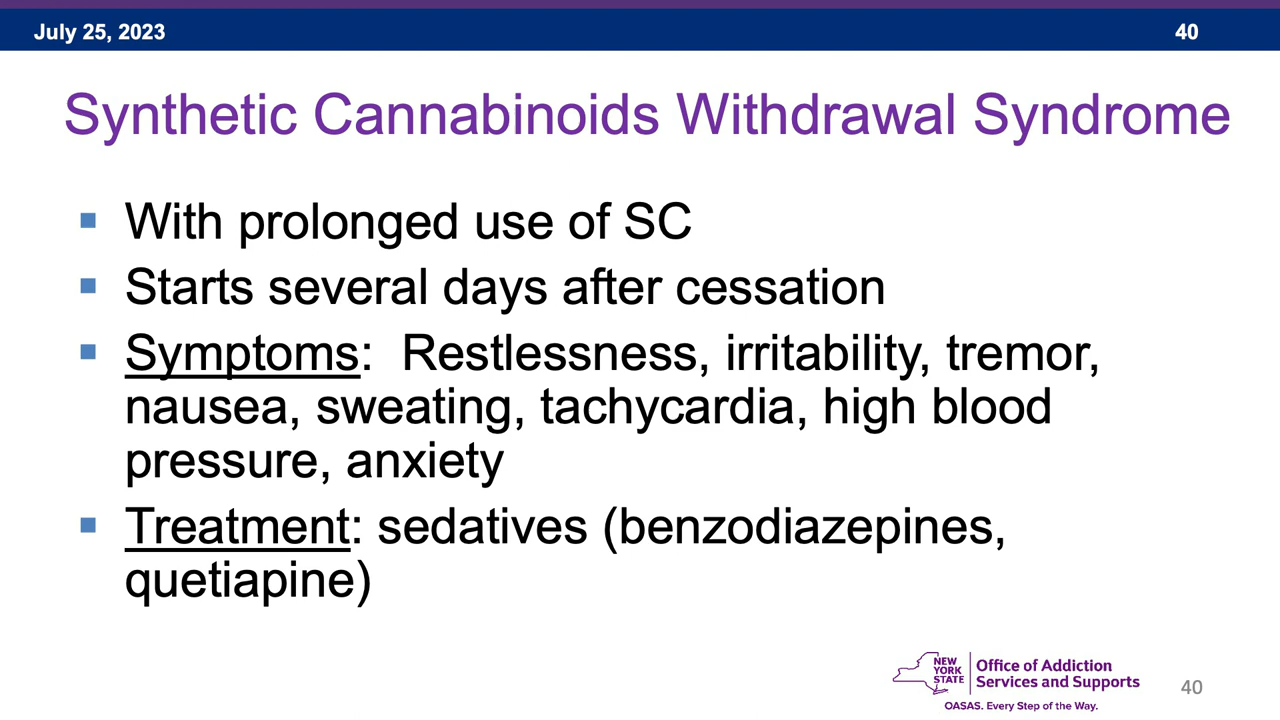 July 25, 2023
40
Synthetic Cannabinoids Withdrawal Syndrome
▪ With prolonged use of SC
▪ Starts several days after cessation
▪ Symptoms:  Restlessness, irritability, tremor,
nausea, sweating, tachycardia, high blood
pressure, anxiety
▪ Treatment: sedatives (benzodiazepines,
quetiapine)
NEW
YORK
STATE
Office of Addiction
Services and Supports
OASAS. Every Step of the Way.
40